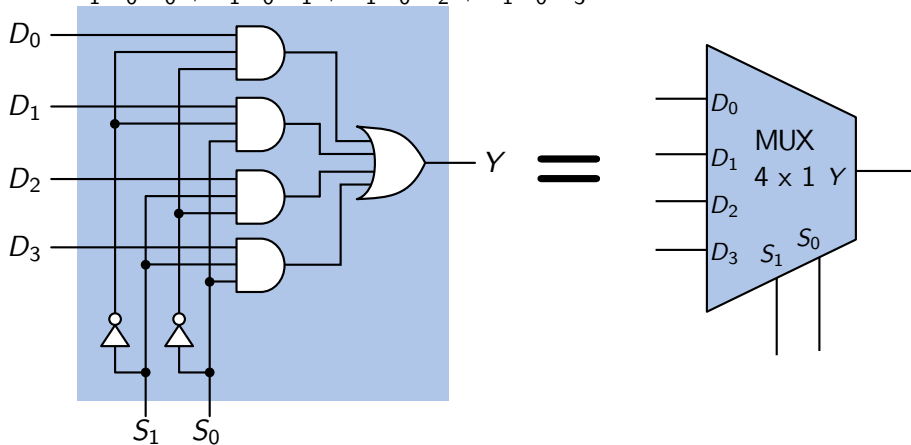 D₀
D₁
D₂
D₃
Y
S₁ S₀
D₀
D₁
D₂
D₃
MUX
4 x 1 Y
S₁ S₀